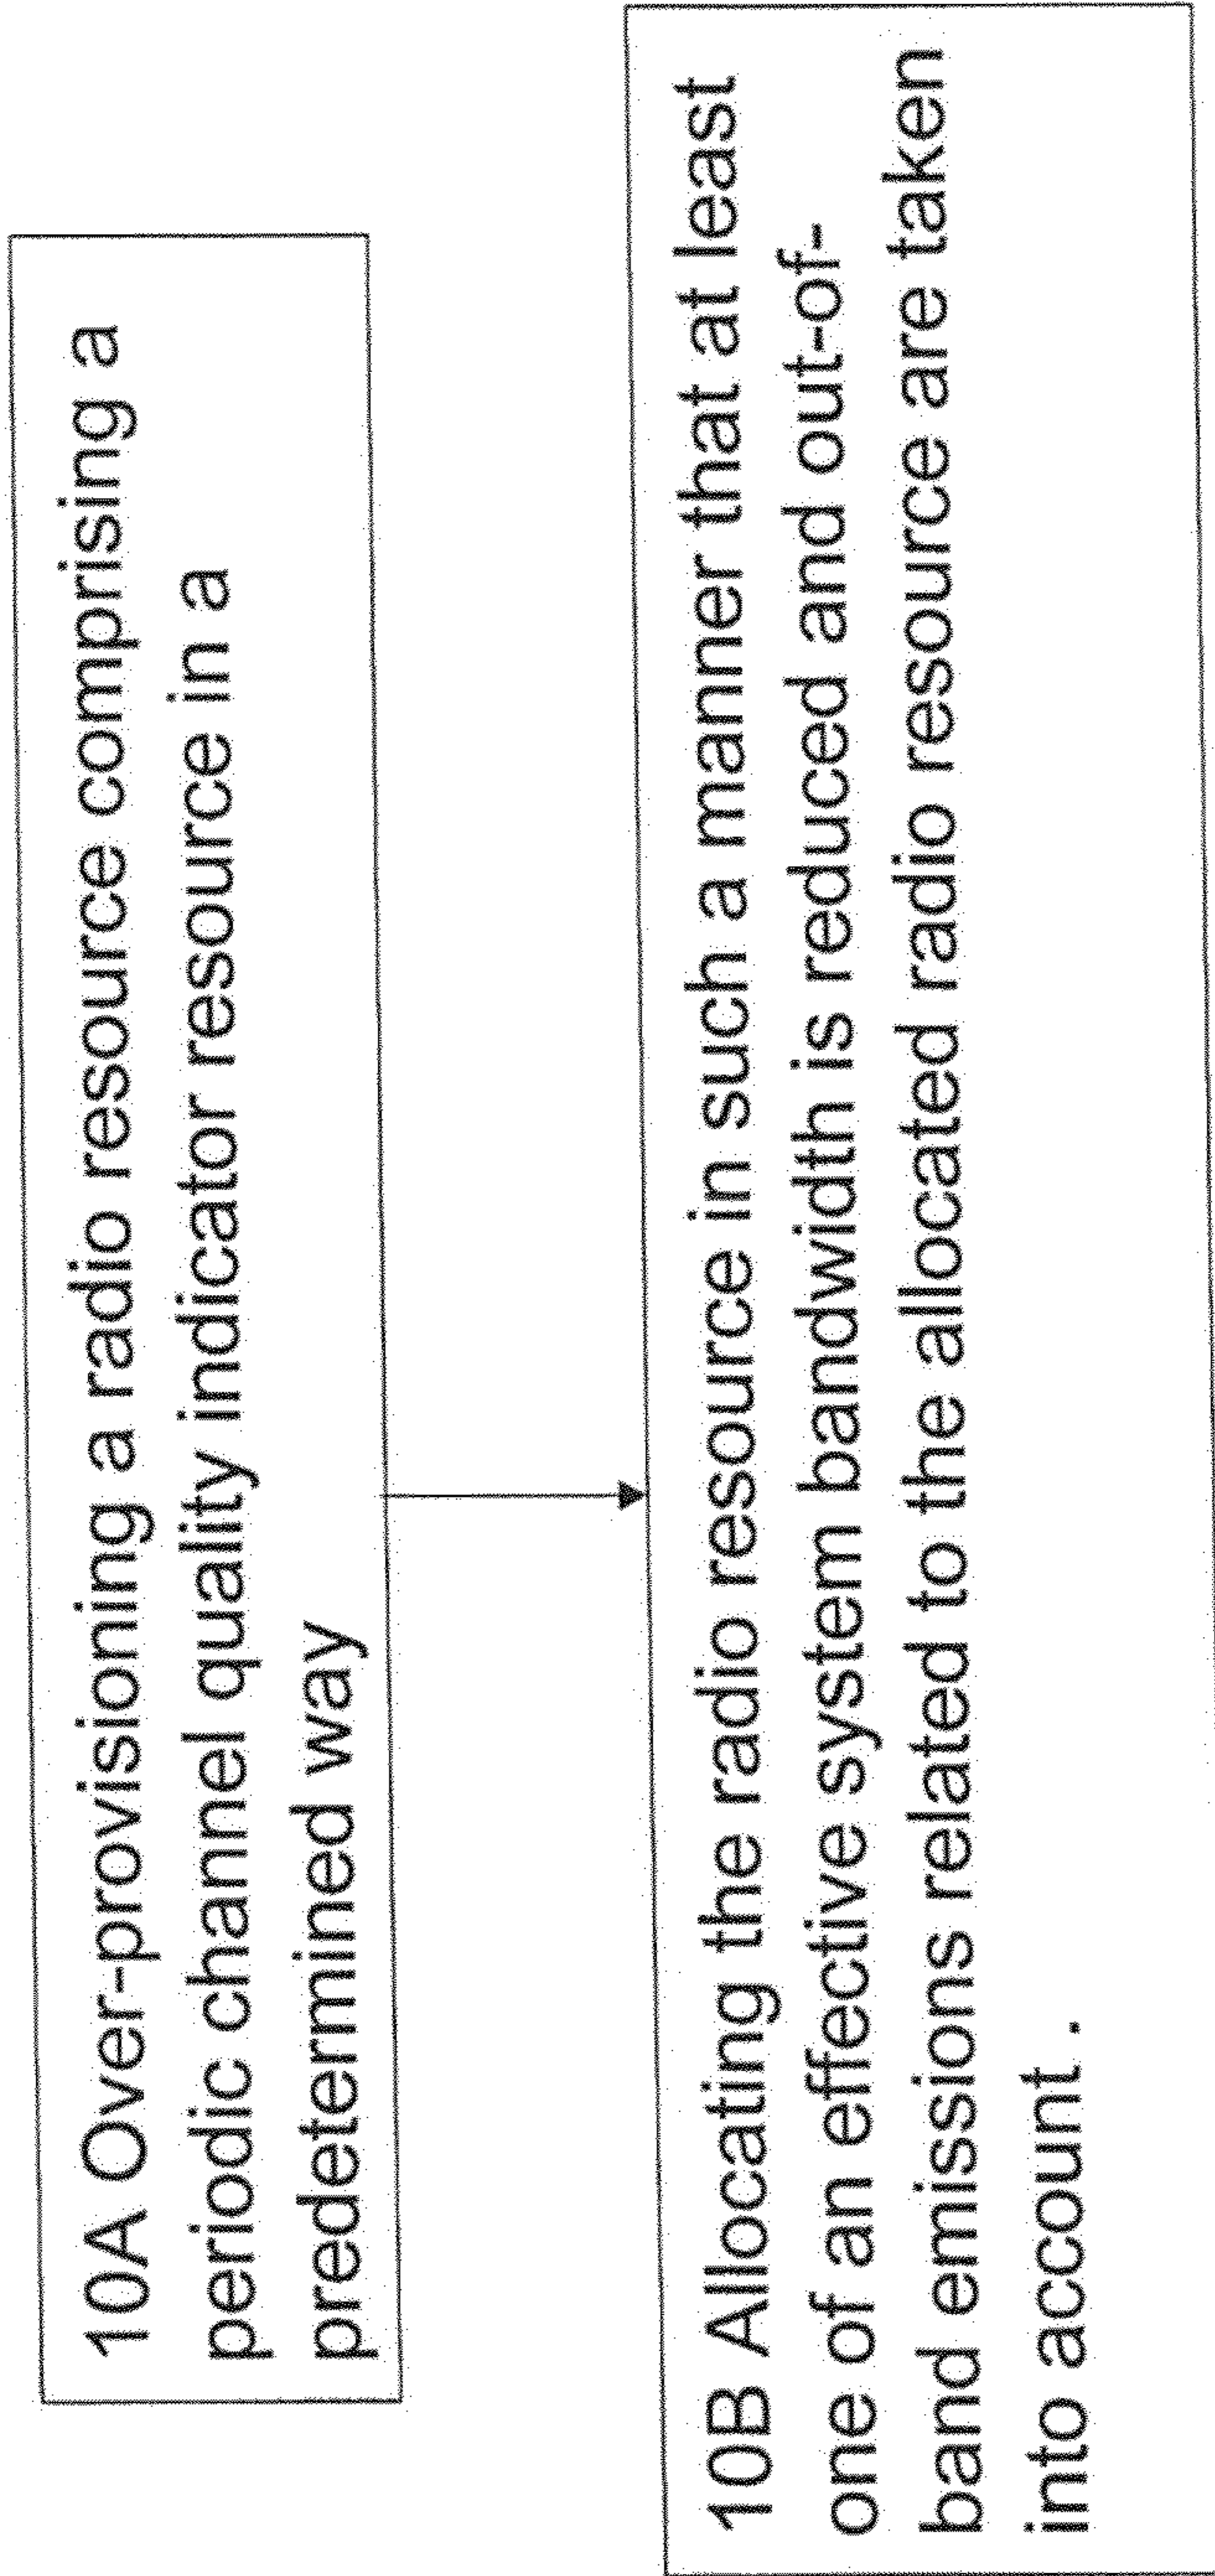 10A Over-provisioning a radio resource comprising a
periodic channel quality indicator resource in a
predetermined way
10B Allocating the radio resource in such a manner that at least
one of an effective system bandwidth is reduced and out-of-
band emissions related to the allocated radio resource are taken
into account .